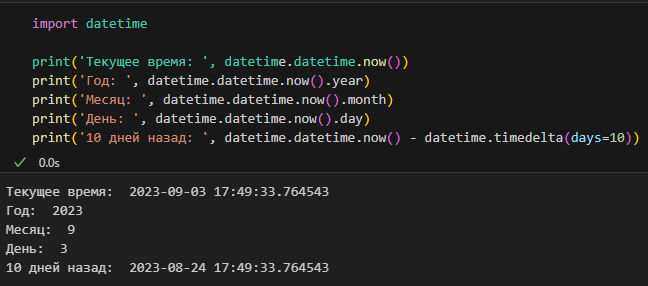 import datetime
print('Текущее время: ', datetime.datetime.now())
print('Год: ', datetime.datetime.now().year)
print('Месяц: ', datetime.datetime.now().month)
print('День: ', datetime.datetime.now().day)
print('10 дней назад: ', datetime.datetime.now() - datetime.timedelta(days=10))
✓ 0.0s
Текущее время:  2023-09-03 17:49:33.764543
Год:  2023
Месяц:  9
День:  3
10 дней назад:  2023-08-24 17:49:33.764543